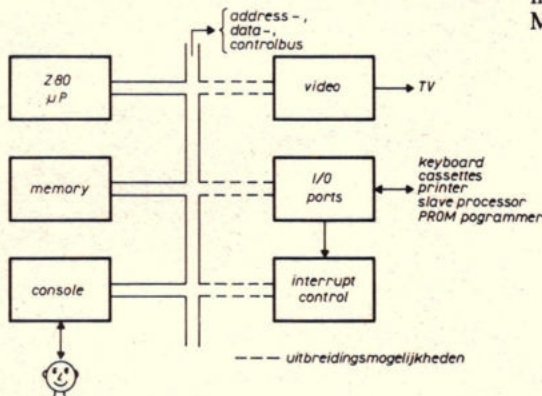 address-,
data-,
controlbus
Z80
µP
video
TV
memory
I/O
ports
keyboard
cassettes
printer
slave processor
PROM pogrammer
console
interrupt
control
uitbreidingsmogelijkheden
M